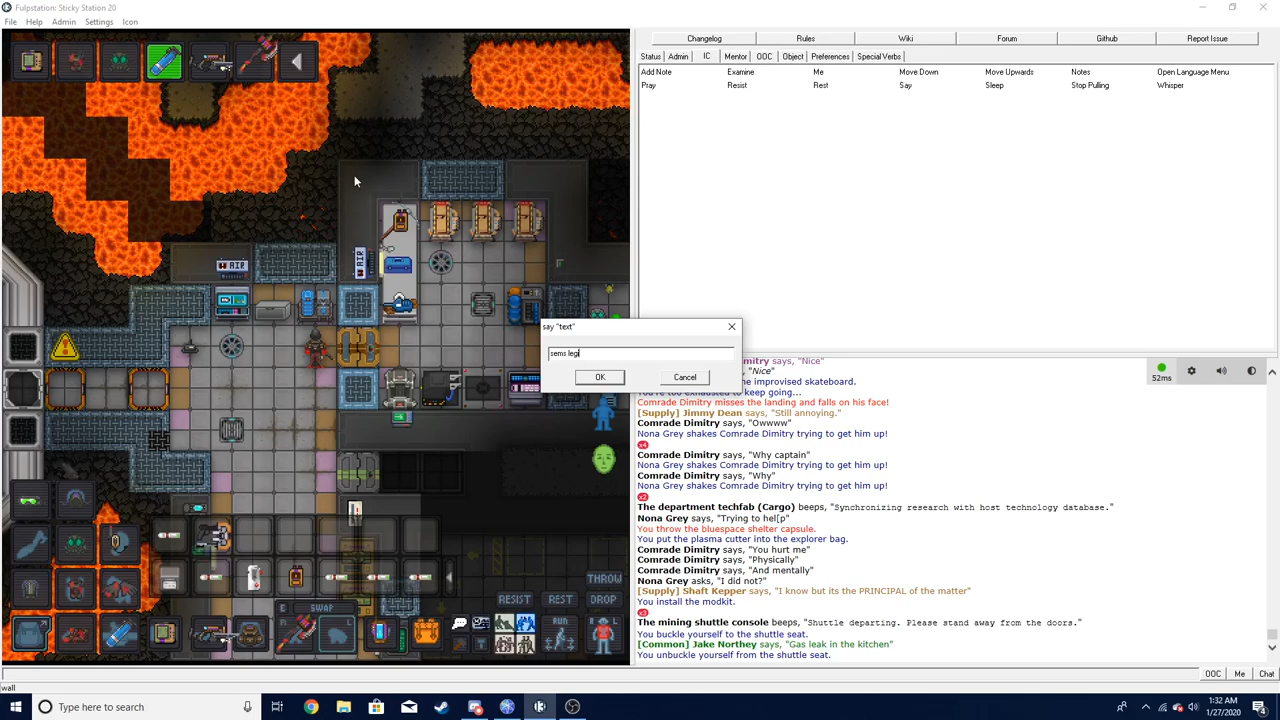 Fulpstation: Sticky Station 20
File Help Admin Settings Icon
Changelog Rules Wiki Forum Github Report Issue
Status Admin IC Mentor OOC Object Preferences Special Verbs
Add Note Examine Me Move Down Move Upwards Notes Open Language Menu
Pray Resist Rest Say Sleep Stop Pulling Whisper
AIR
AIR
say "text"
sems legi
OK Cancel
52ms
mitry says, "Nice"
"Nice"
he improvised skateboard.
You're too exhausted to keep going...
Comrade Dimitry misses the landing and falls on his face!
[Supply] Jimmy Dean says, "Still annoying."
Comrade Dimitry says, "Owwww"
Nona Grey shakes Comrade Dimitry trying to get him up!
x4
Comrade Dimitry says, "Why captain"
Nona Grey shakes Comrade Dimitry trying to get him up!
Comrade Dimitry says, "Why"
Nona Grey shakes Comrade Dimitry trying to get him up!
x2
The department techfab (Cargo) beeps, "Synchronizing research with host technology database."
Nona Grey says, "Trying to hel[p"
You throw the bluespace shelter capsule.
You put the plasma cutter into the explorer bag.
Comrade Dimitry says, "You hurt me"
Comrade Dimitry says, "Physically"
Comrade Dimitry says, "And mentally"
Nona Grey asks, "I did not?"
[Supply] Shaft Kepper says, "I know but its the PRINCIPAL of the matter"
You install the modkit.
The mining shuttle console beeps, "Shuttle departing. Please stand away from the doors."
You buckle yourself to the shuttle seat.
[Common] Jake Northey says, "Gas leak in the kitchen"
You unbuckle yourself from the shuttle seat.
THROW
RESIST REST DROP
E SWAP
RUN
OOC Me Chat
wall
Type here to search
1:32 AM
1/27/2020